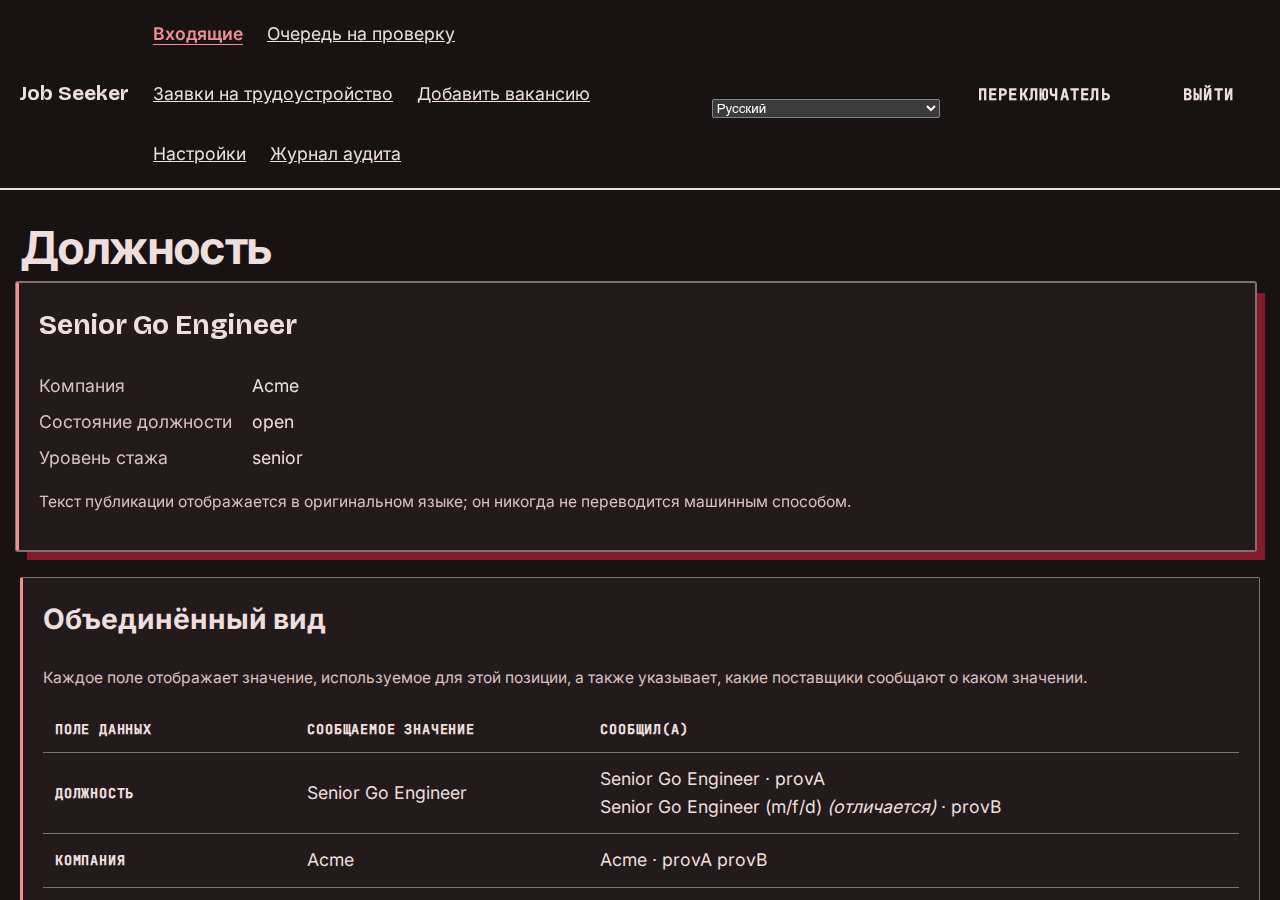 Входящие Очередь на проверку
Job Seeker Заявки на трудоустройство Добавить вакансию Русский ПЕРЕКЛЮЧАТЕЛЬ ВЫЙТИ
Настройки Журнал аудита
Должность
Senior Go Engineer
Компания Acme
Состояние должности open
Уровень стажа senior
Текст публикации отображается в оригинальном языке; он никогда не переводится машинным способом.
Объединённый вид
Каждое поле отображает значение, используемое для этой позиции, а также указывает, какие поставщики сообщают о каком значении.
ПОЛЕ ДАННЫХ СООБЩАЕМОЕ ЗНАЧЕНИЕ СООБЩИЛ(А)
ДОЛЖНОСТЬ Senior Go Engineer Senior Go Engineer · provA
Senior Go Engineer (m/f/d) (отличается) · provB
КОМПАНИЯ Acme Acme · provA provB